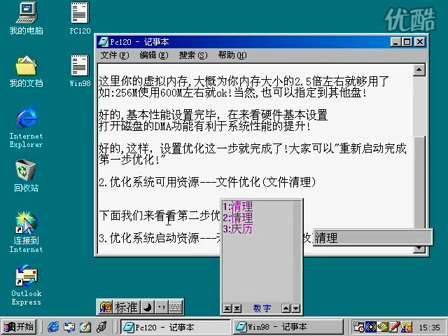 优酷
我的电脑
PC120
我的文档
Win98
Internet
Explorer
回收站
连接到
Internet
Outlook
Express
Pc120 - 记事本
文件(F) 编辑(E) 搜索(S) 帮助(H)
这里你的虚拟内存,大概为你内存大小的2.5倍左右就够用了
如:256M使用600M左右就ok!当然,也可以指定到其他盘!
好的,基本性能设置完毕, 在来看硬件基本设置
打开磁盘的DMA功能有利于系统性能的提升!
好的,这样, 设置优化这一步就完成了!大家可以"重新启动完成
第一步优化!"
2.优化系统可用资源---文件优化(文件清理)
下面我们来看看第二步优
3.优化系统启动资源---
改
清理
1:清理
2:情理
3:庆历
数字
标准
开始
Pc120 - 记事本
Win98 - 记事本
15:35